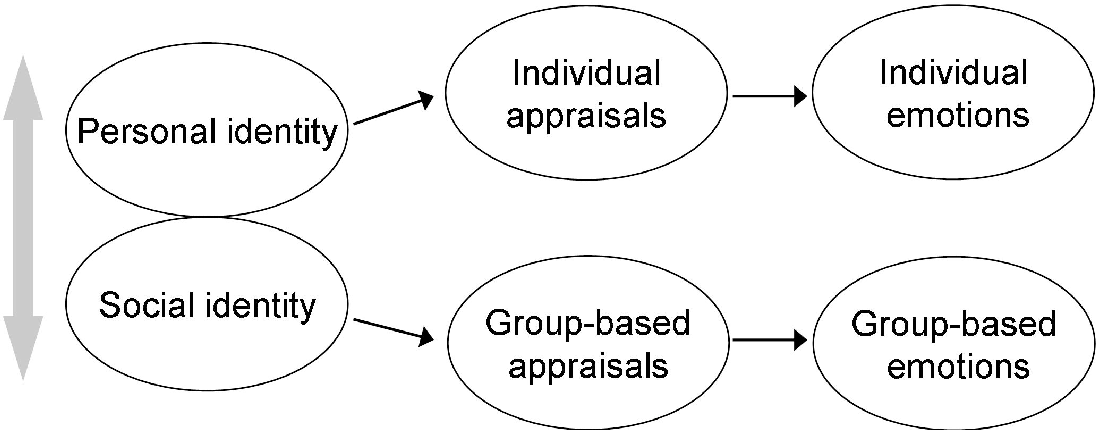 Personal identity
Individual
appraisals
Individual
emotions
Social identity
Group-based
appraisals
Group-based
emotions